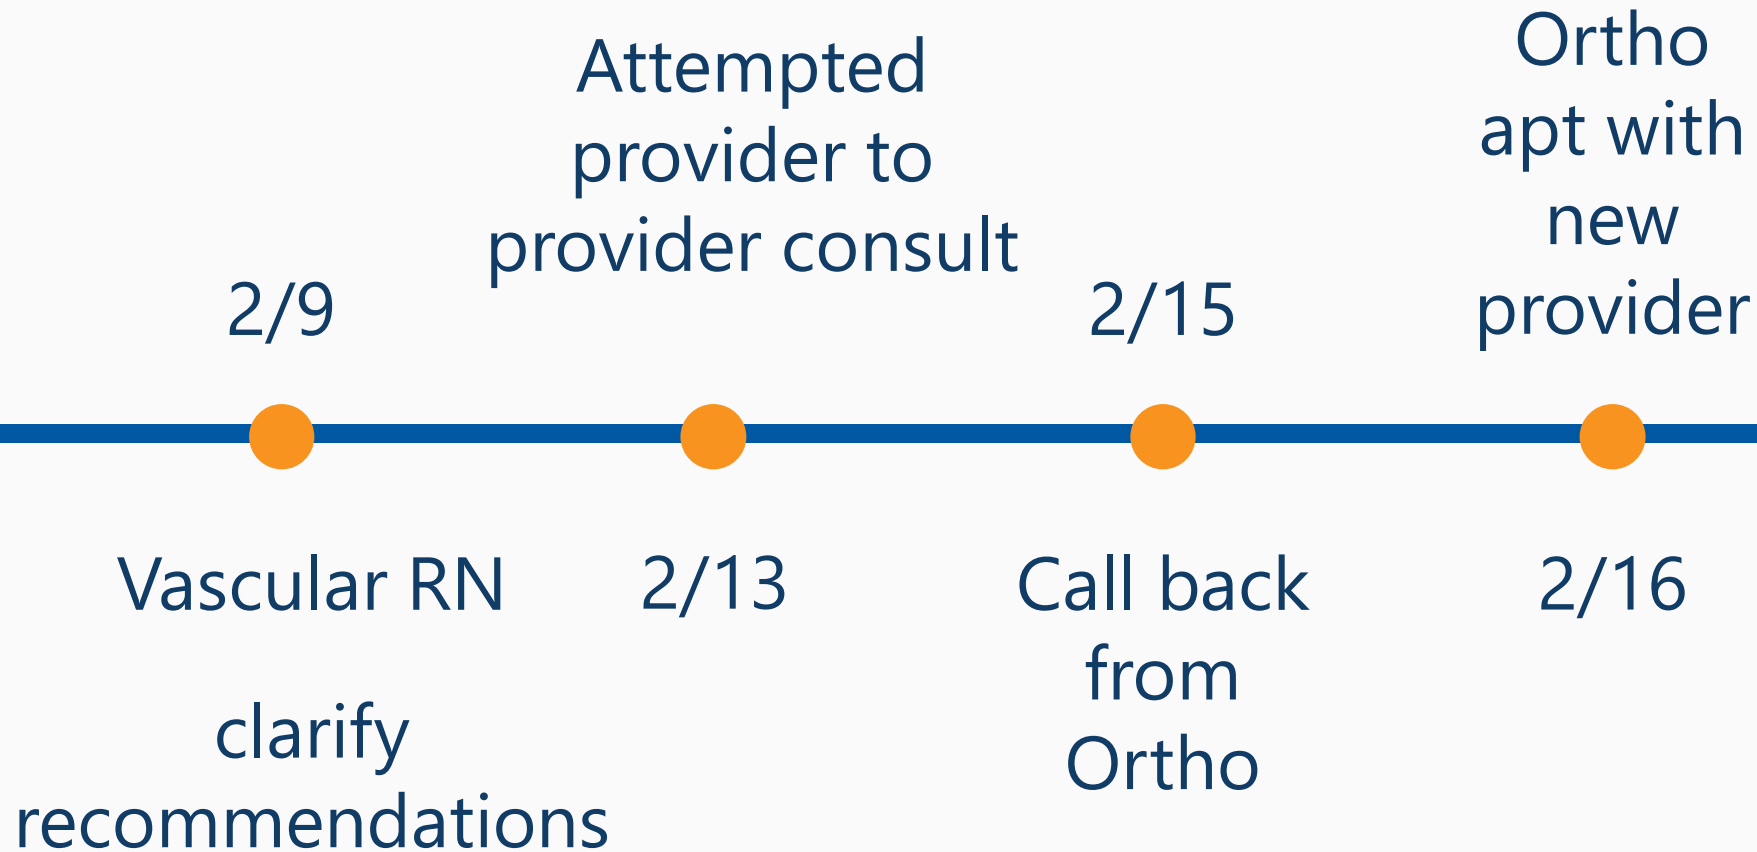 2/9
Vascular RN
clarify
recommendations
Attempted
provider to
provider consult
2/13
2/15
Call back
from
Ortho
Ortho
apt with
new
provider
2/16